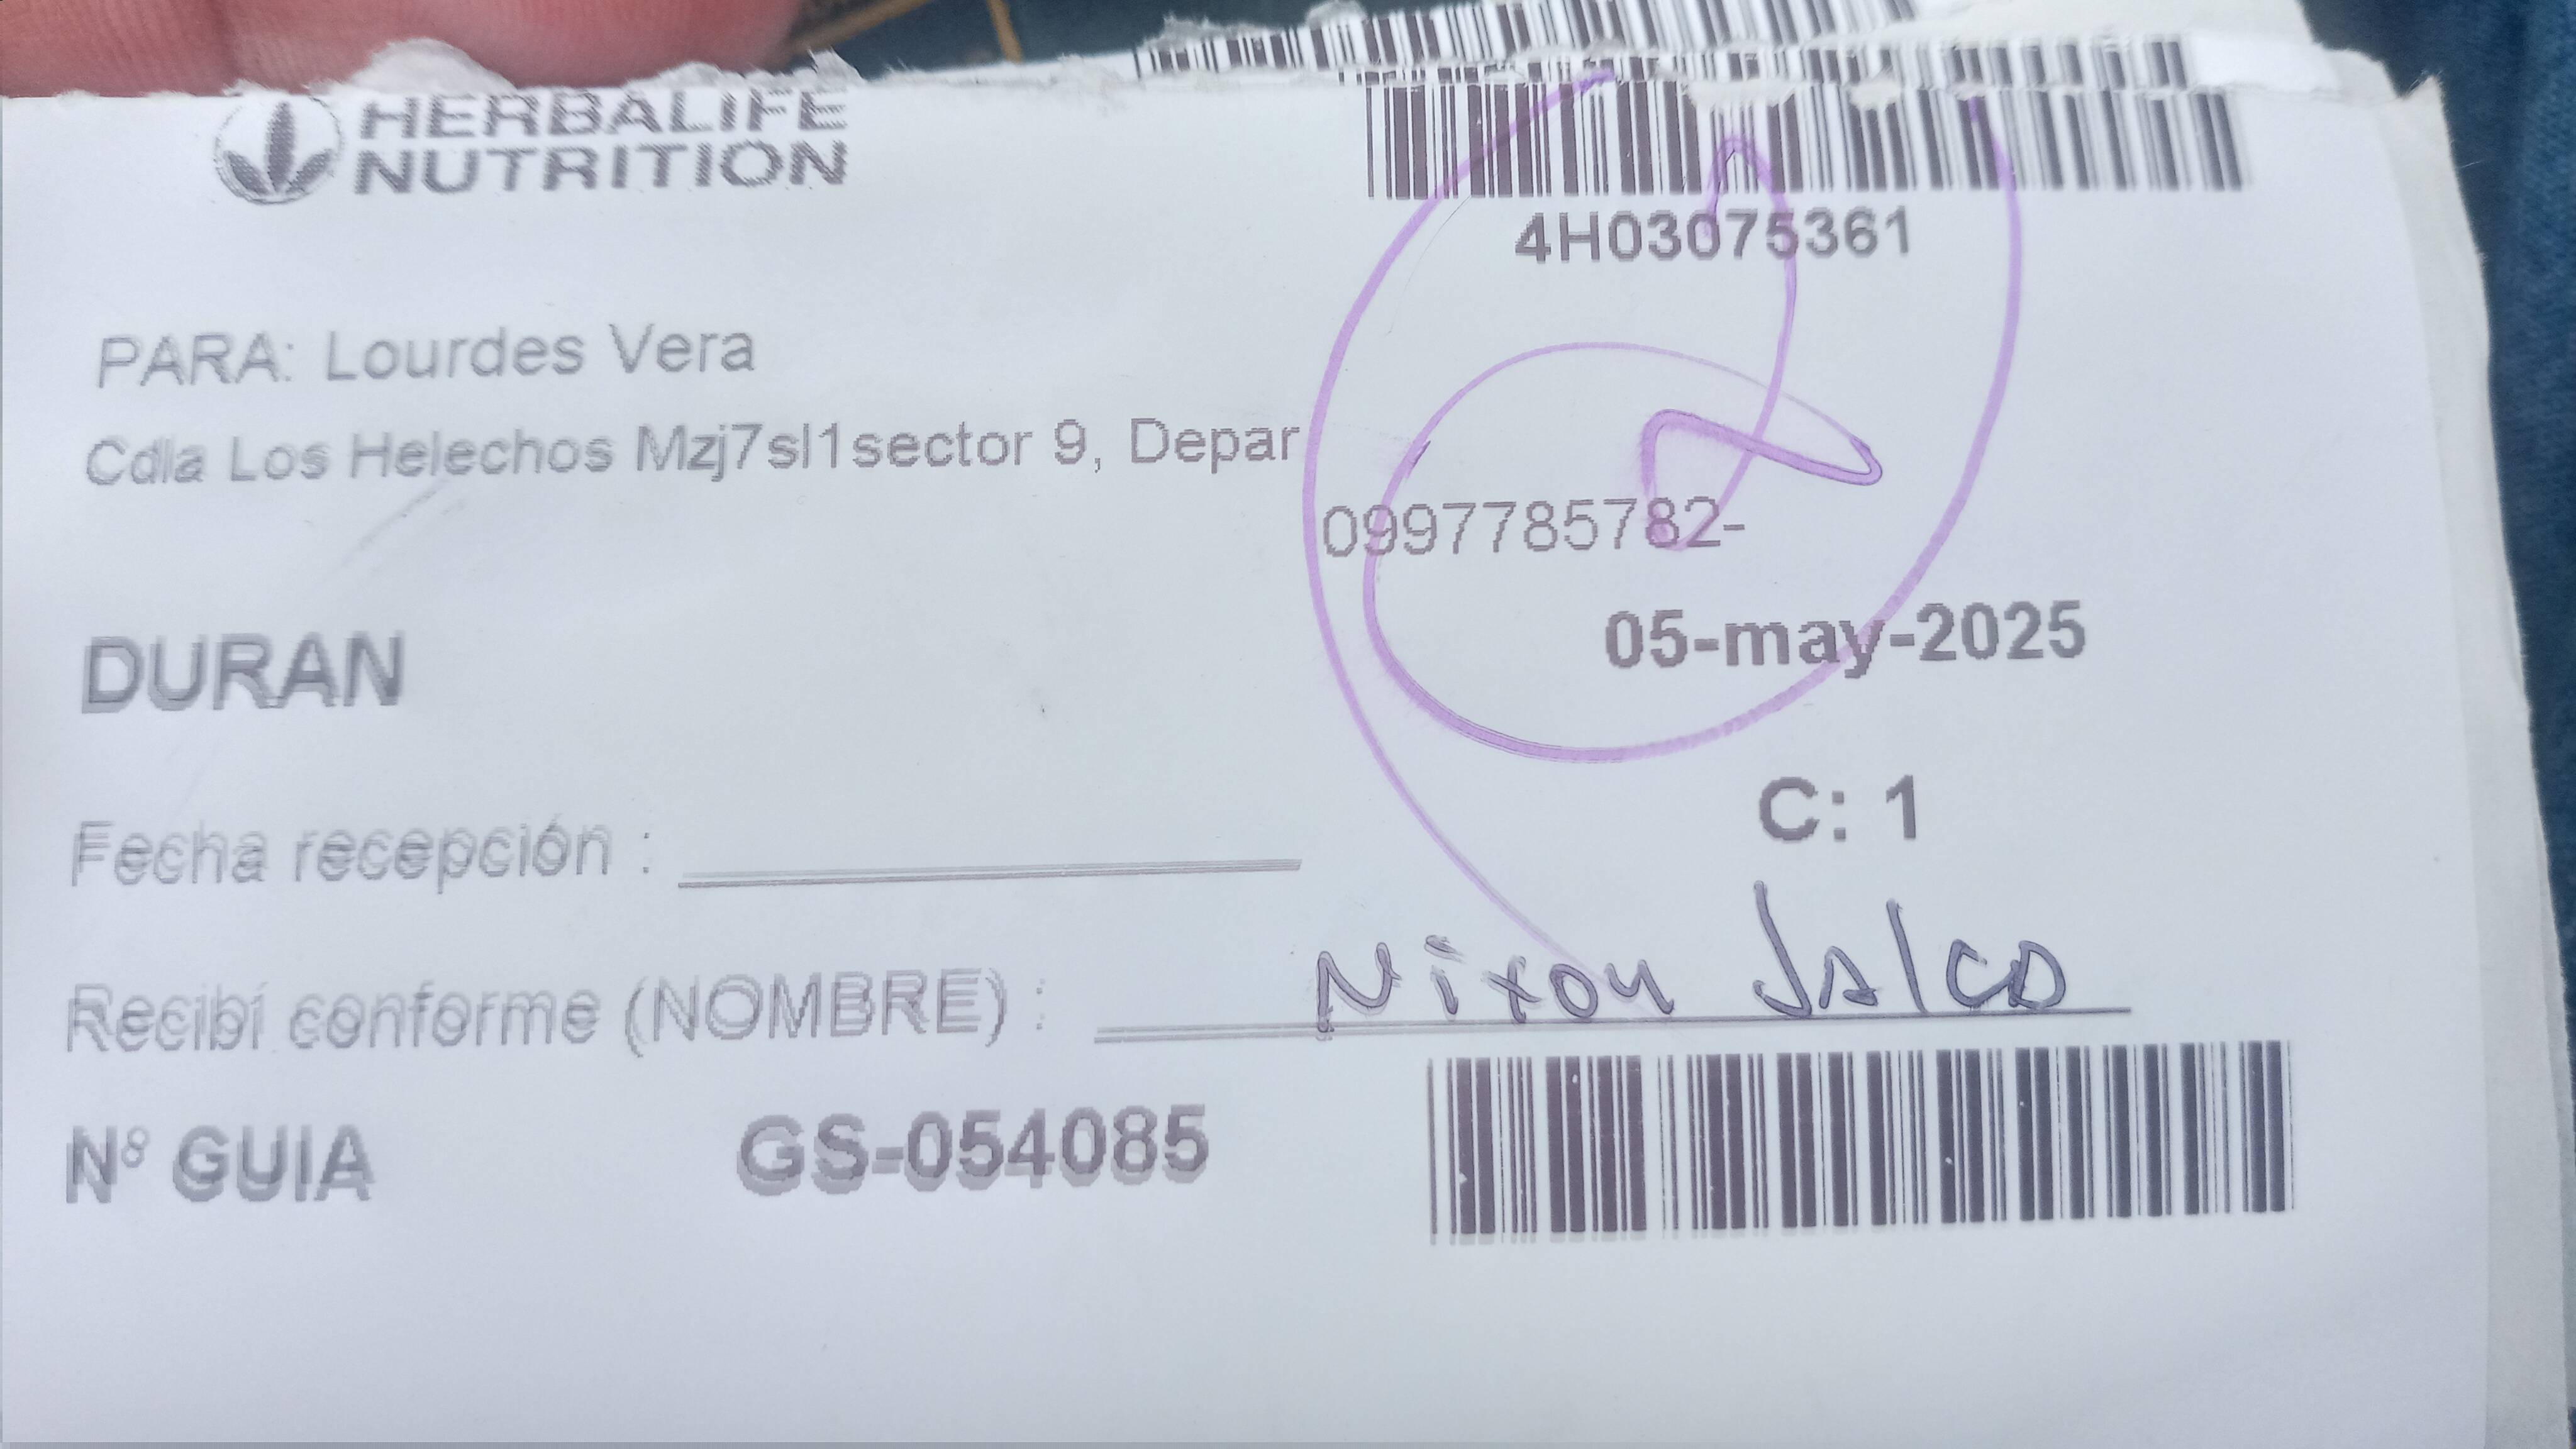 HERBALIFE
NUTRITION
4H03075361
PARA: Lourdes Vera
Cdla Los Helechos Mzj7sl1sector 9, Depar
0997785782-
DURAN
05-may-2025
C: 1
Fecha recepción :
Recibí conforme (NOMBRE) : Nixon
Nº GUIA GS-054085